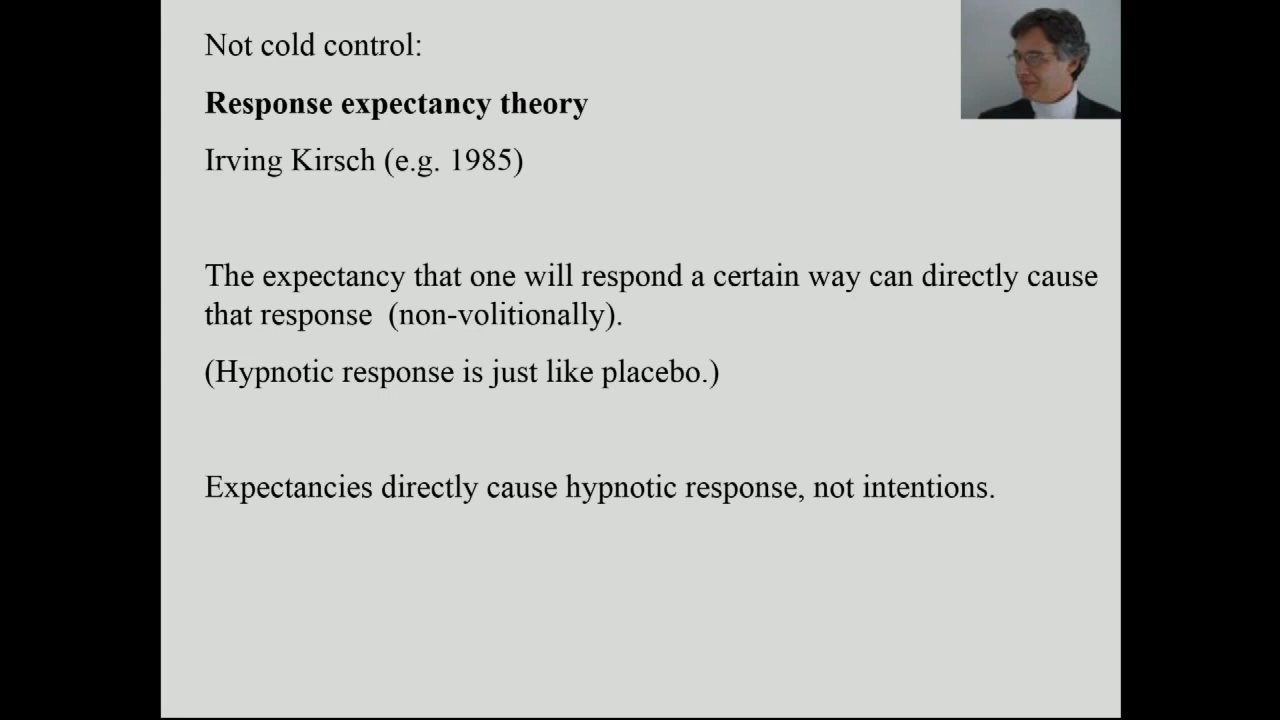 Not cold control:
Response expectancy theory
Irving Kirsch (e.g. 1985)
The expectancy that one will respond a certain way can directly cause
that response  (non-volitionally).
(Hypnotic response is just like placebo.)
Expectancies directly cause hypnotic response, not intentions.